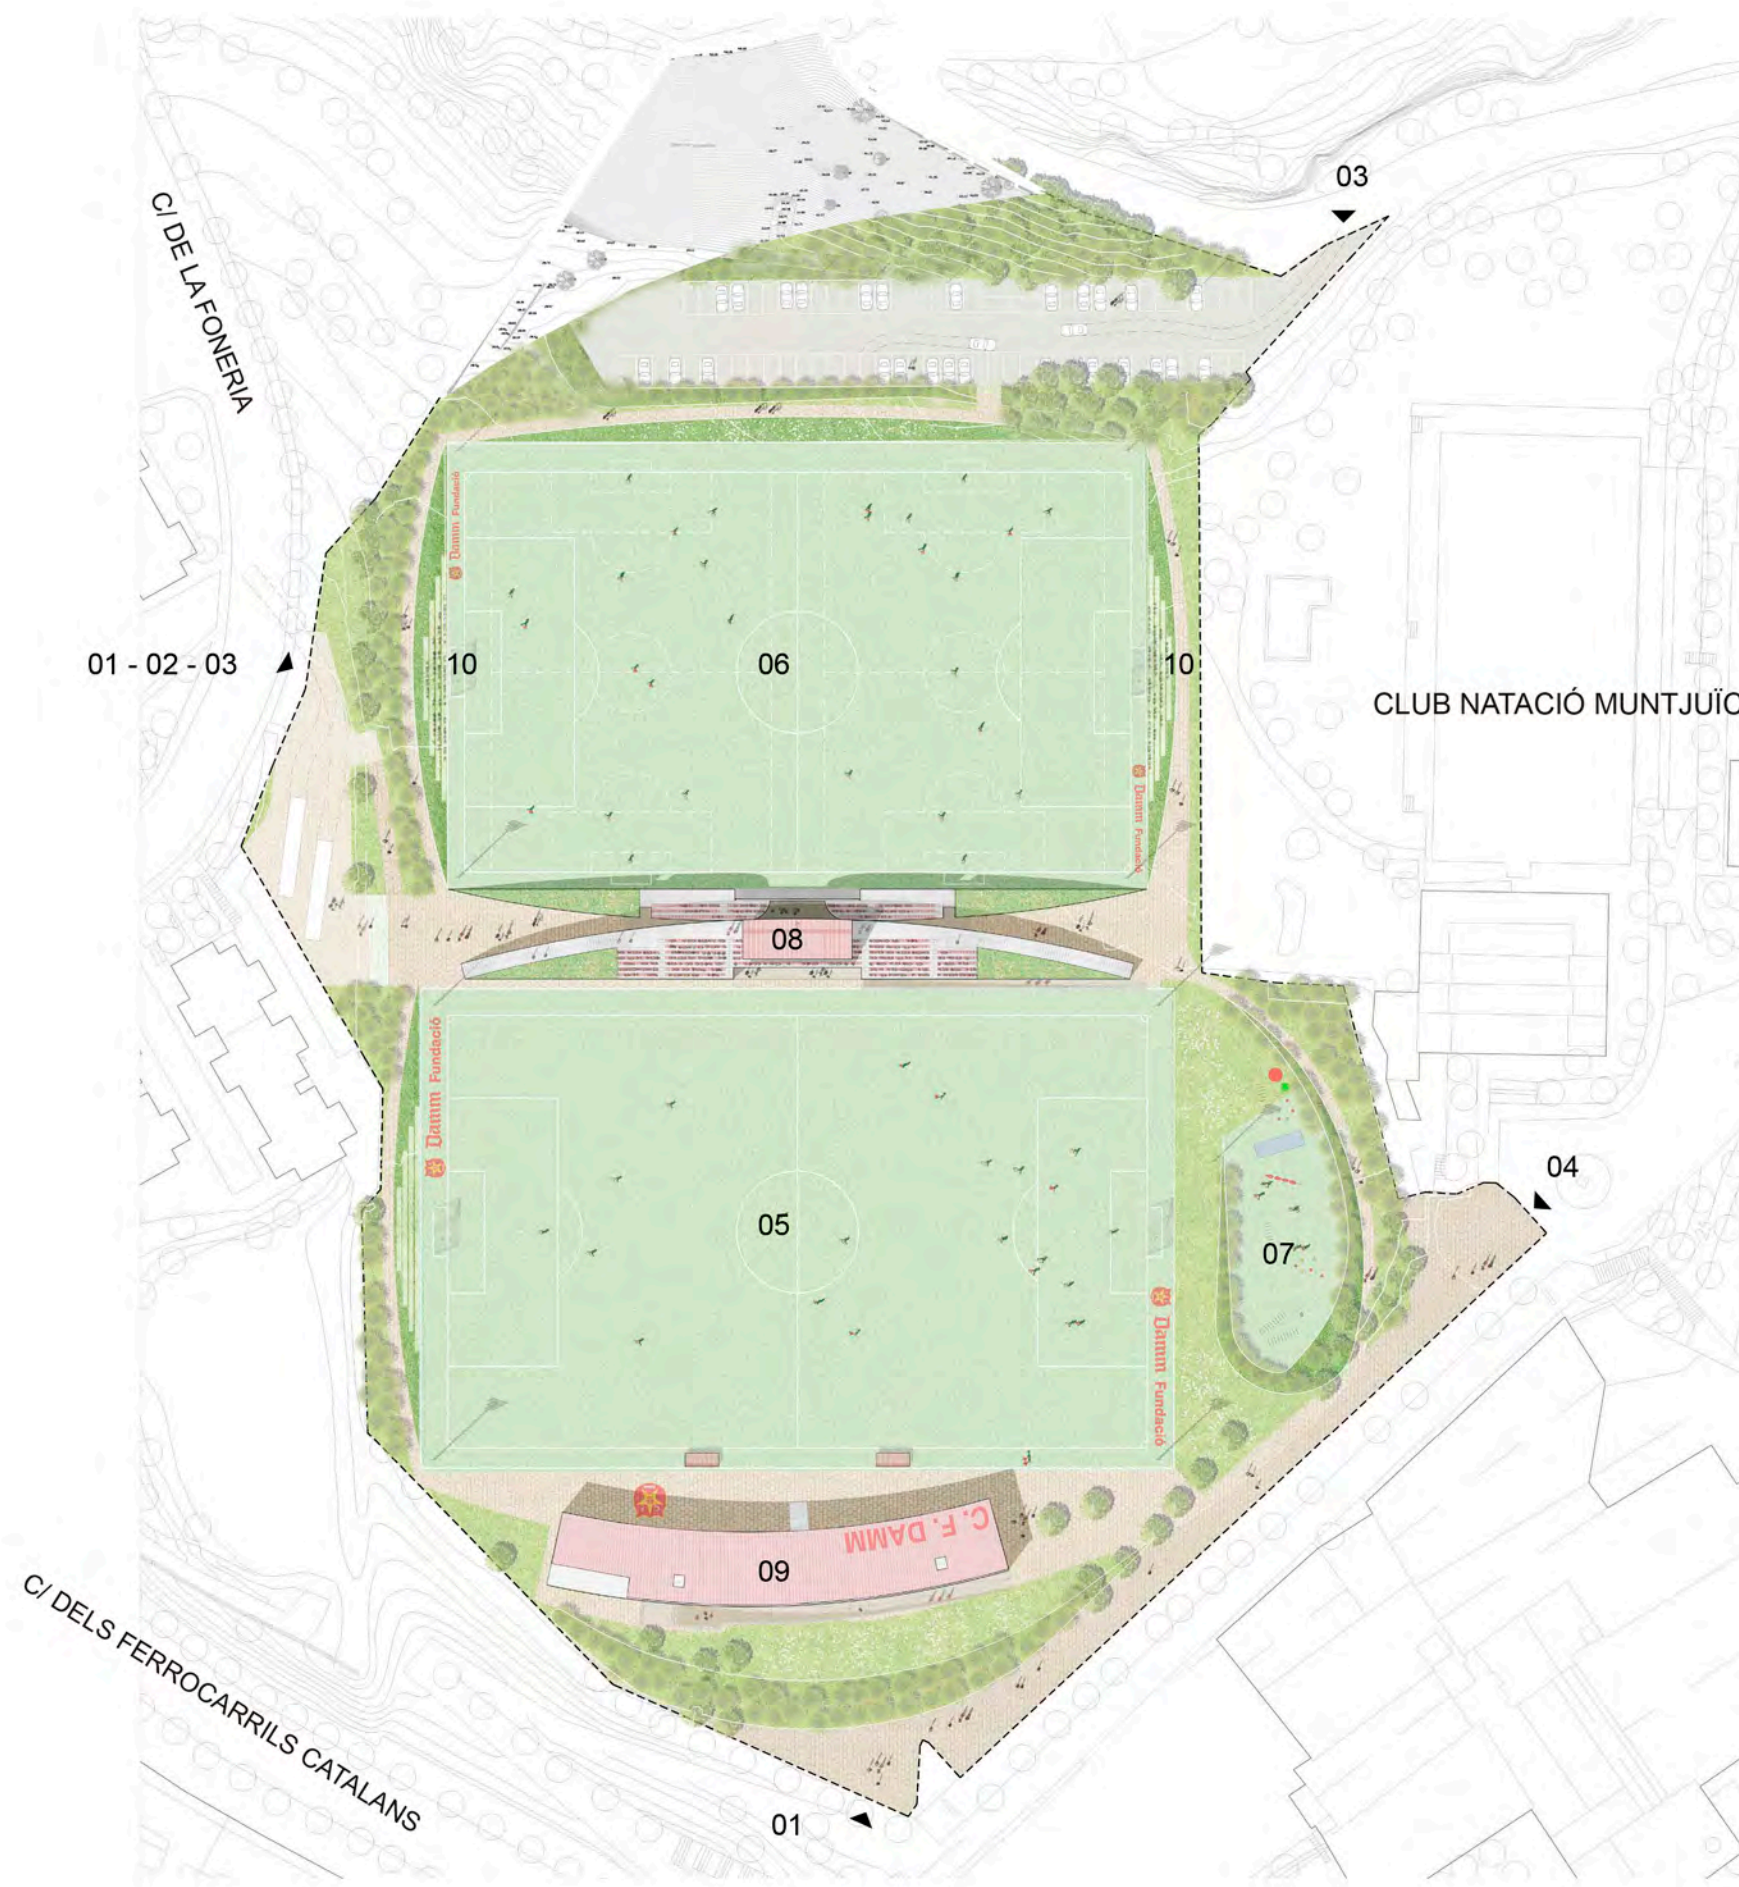 03
C/ DE LA FONERIA
Damm Fundació
01 - 02 - 03
10
06
10
CLUB NATACIÓ MUNTJUÏC
Damm Fundació
08
Damm Fundació
04
05
07
Damm Fundació
C. F. DAMM
09
C/ DELS FERROCARRILS CATALANS
01